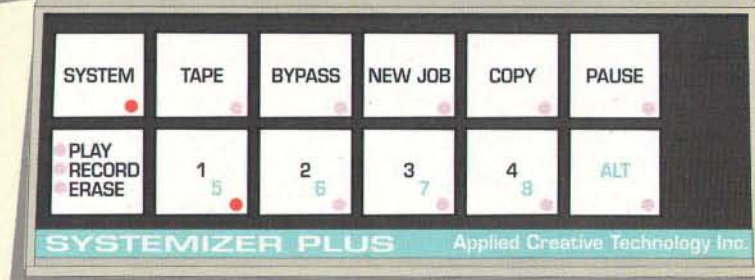 SYSTEM TAPE BYPASS NEW JOB COPY PAUSE
PLAY
RECORD
ERASE
1 2 3 4 ALT
5 6 7 8
SYSTEMIZER PLUS Applied Creative Technology Inc.